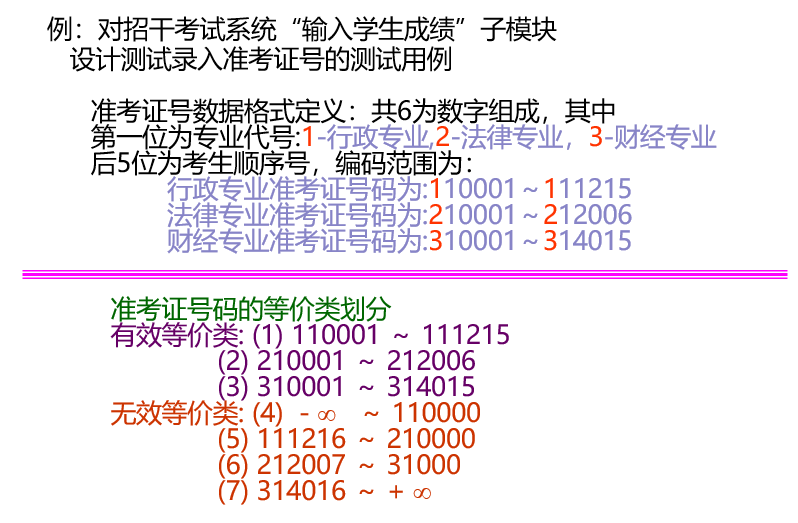 例：对招干考试系统“输入学生成绩”子模块
设计测试录入准考证号的测试用例
准考证号数据格式定义：共6为数字组成，其中
第一位为专业代号:1-行政专业,2-法律专业，3-财经专业
后5位为考生顺序号，编码范围为：
行政专业准考证号码为:110001～111215
法律专业准考证号码为:210001～212006
财经专业准考证号码为:310001～314015
准考证号码的等价类划分
有效等价类: (1) 110001 ～ 111215
(2) 210001 ～ 212006
(3) 310001 ～ 314015
无效等价类: (4) - ∞ ～ 110000
(5) 111216 ～ 210000
(6) 212007 ～ 31000
(7) 314016 ～ + ∞